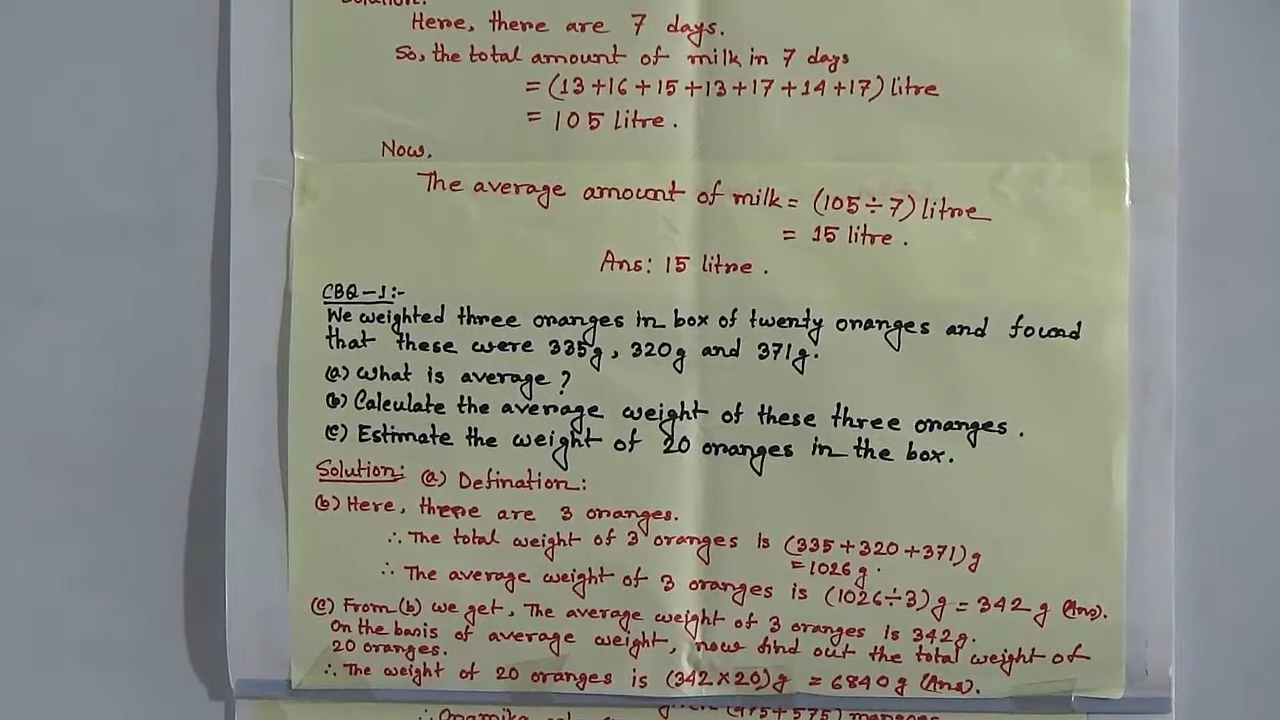 Solution:
Here, there are 7 days.
So, the total amount of milk in 7 days
= (13+16+15+13+17+14+17) litre
= 105 litre.
Now,
The average amount of milk = (105÷7) litre
= 15 litre.
Ans: 15 litre.
CBQ-1:-
We weighted three oranges in box of twenty oranges and found
that these were 335g, 320g and 371g.
(a) What is average?
(b) Calculate the average weight of these three oranges.
(c) Estimate the weight of 20 oranges in the box.
Solution: (a) Defination:
(b) Here, there are 3 oranges.
∴ The total weight of 3 oranges is (335+320+371)g
=1026g.
∴ The average weight of 3 oranges is (1026÷3)g = 342g (Ans).
(c) From (b) we get, The average weight of 3 oranges is 342g.
On the basis of average weight, now find out the total weight of
20 oranges.
∴ The weight of 20 oranges is (342×20)g = 6840g (Ans).
(475+575) mangoes